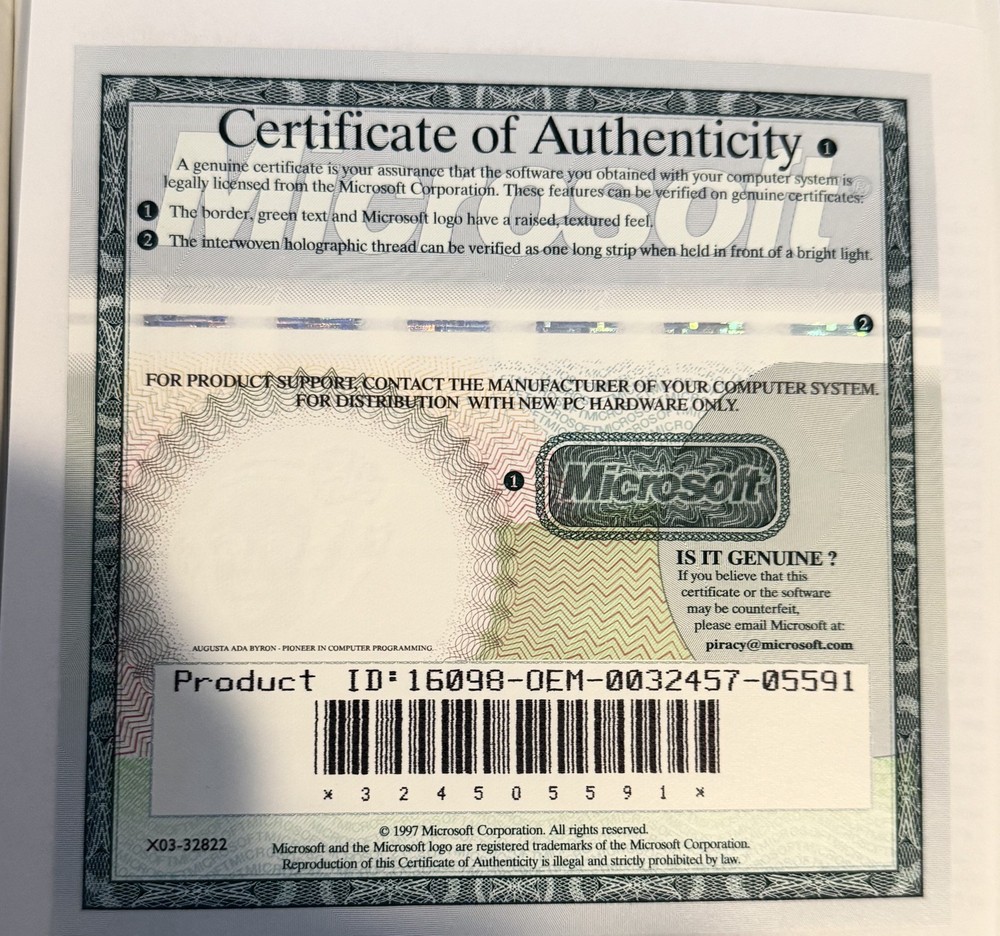 Certificate of Authenticity 1
A genuine certificate is your assurance that the software you obtained with your computer system is
legally licensed from the Microsoft Corporation. These features can be verified on genuine certificates:
1 The border, green text and Microsoft logo have a raised, textured feel.
2 The interwoven holographic thread can be verified as one long strip when held in front of a bright light.
Microsoft®
2
FOR PRODUCT SUPPORT, CONTACT THE MANUFACTURER OF YOUR COMPUTER SYSTEM.
FOR DISTRIBUTION WITH NEW PC HARDWARE ONLY.
1 Microsoft
IS IT GENUINE ?
If you believe that this
certificate or the software
may be counterfeit,
please email Microsoft at:
piracy@microsoft.com
AUGUSTA ADA BYRON - PIONEER IN COMPUTER PROGRAMMING.
Product ID:16098-OEM-0032457-05591
*324505591*
© 1997 Microsoft Corporation. All rights reserved.
X03-32822
Microsoft and the Microsoft logo are registered trademarks of the Microsoft Corporation.
Reproduction of this Certificate of Authenticity is illegal and strictly prohibited by law.